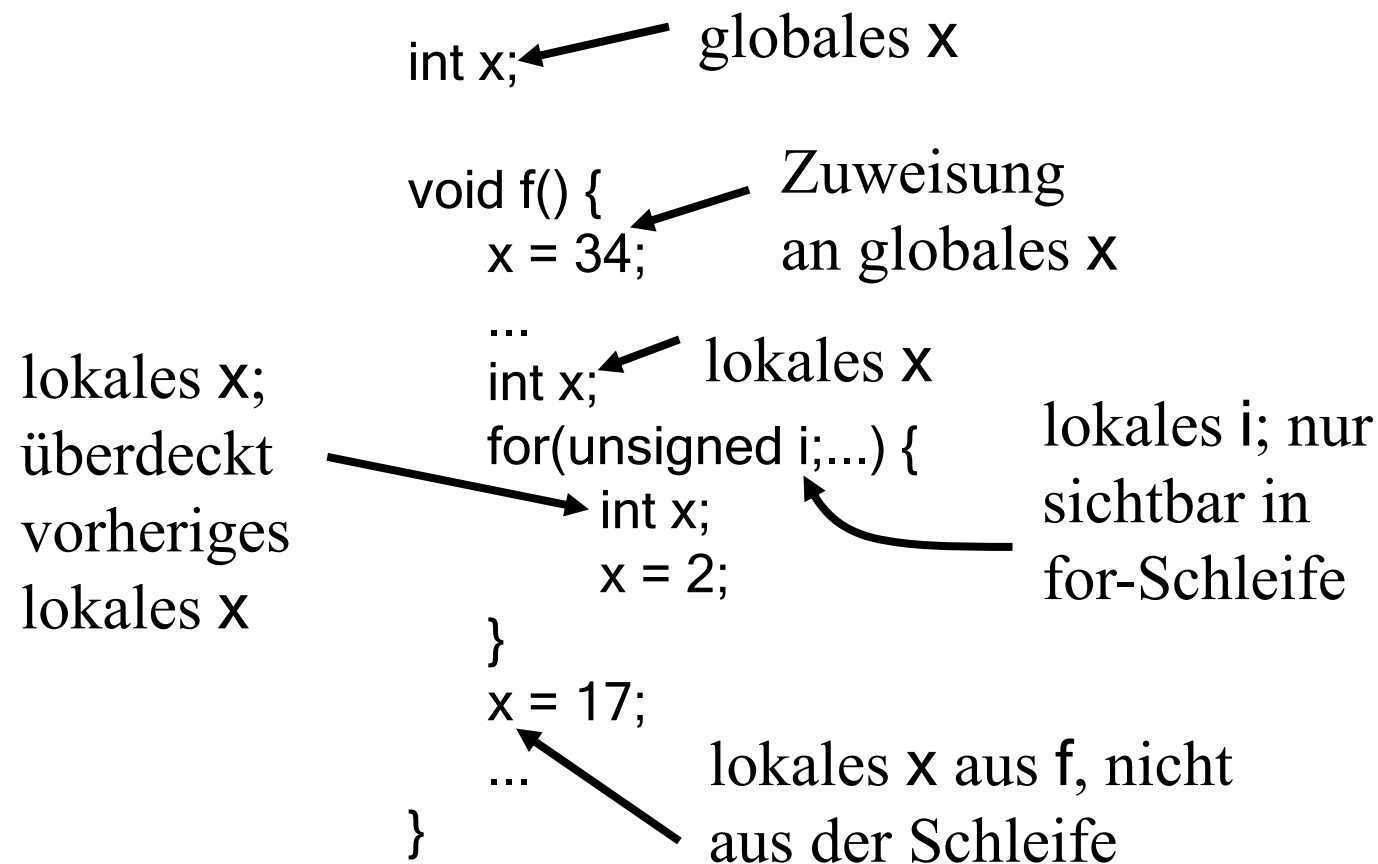 int x;
globales x
void f() {
Zuweisung
an globales x
x = 34;
...
int x;
lokales x
lokales x;
überdeckt
vorheriges
lokales x
for(unsigned i;...) {
lokales i; nur
sichtbar in
for-Schleife
int x;
x = 2;
}
x = 17;
...
lokales x aus f, nicht
aus der Schleife
}